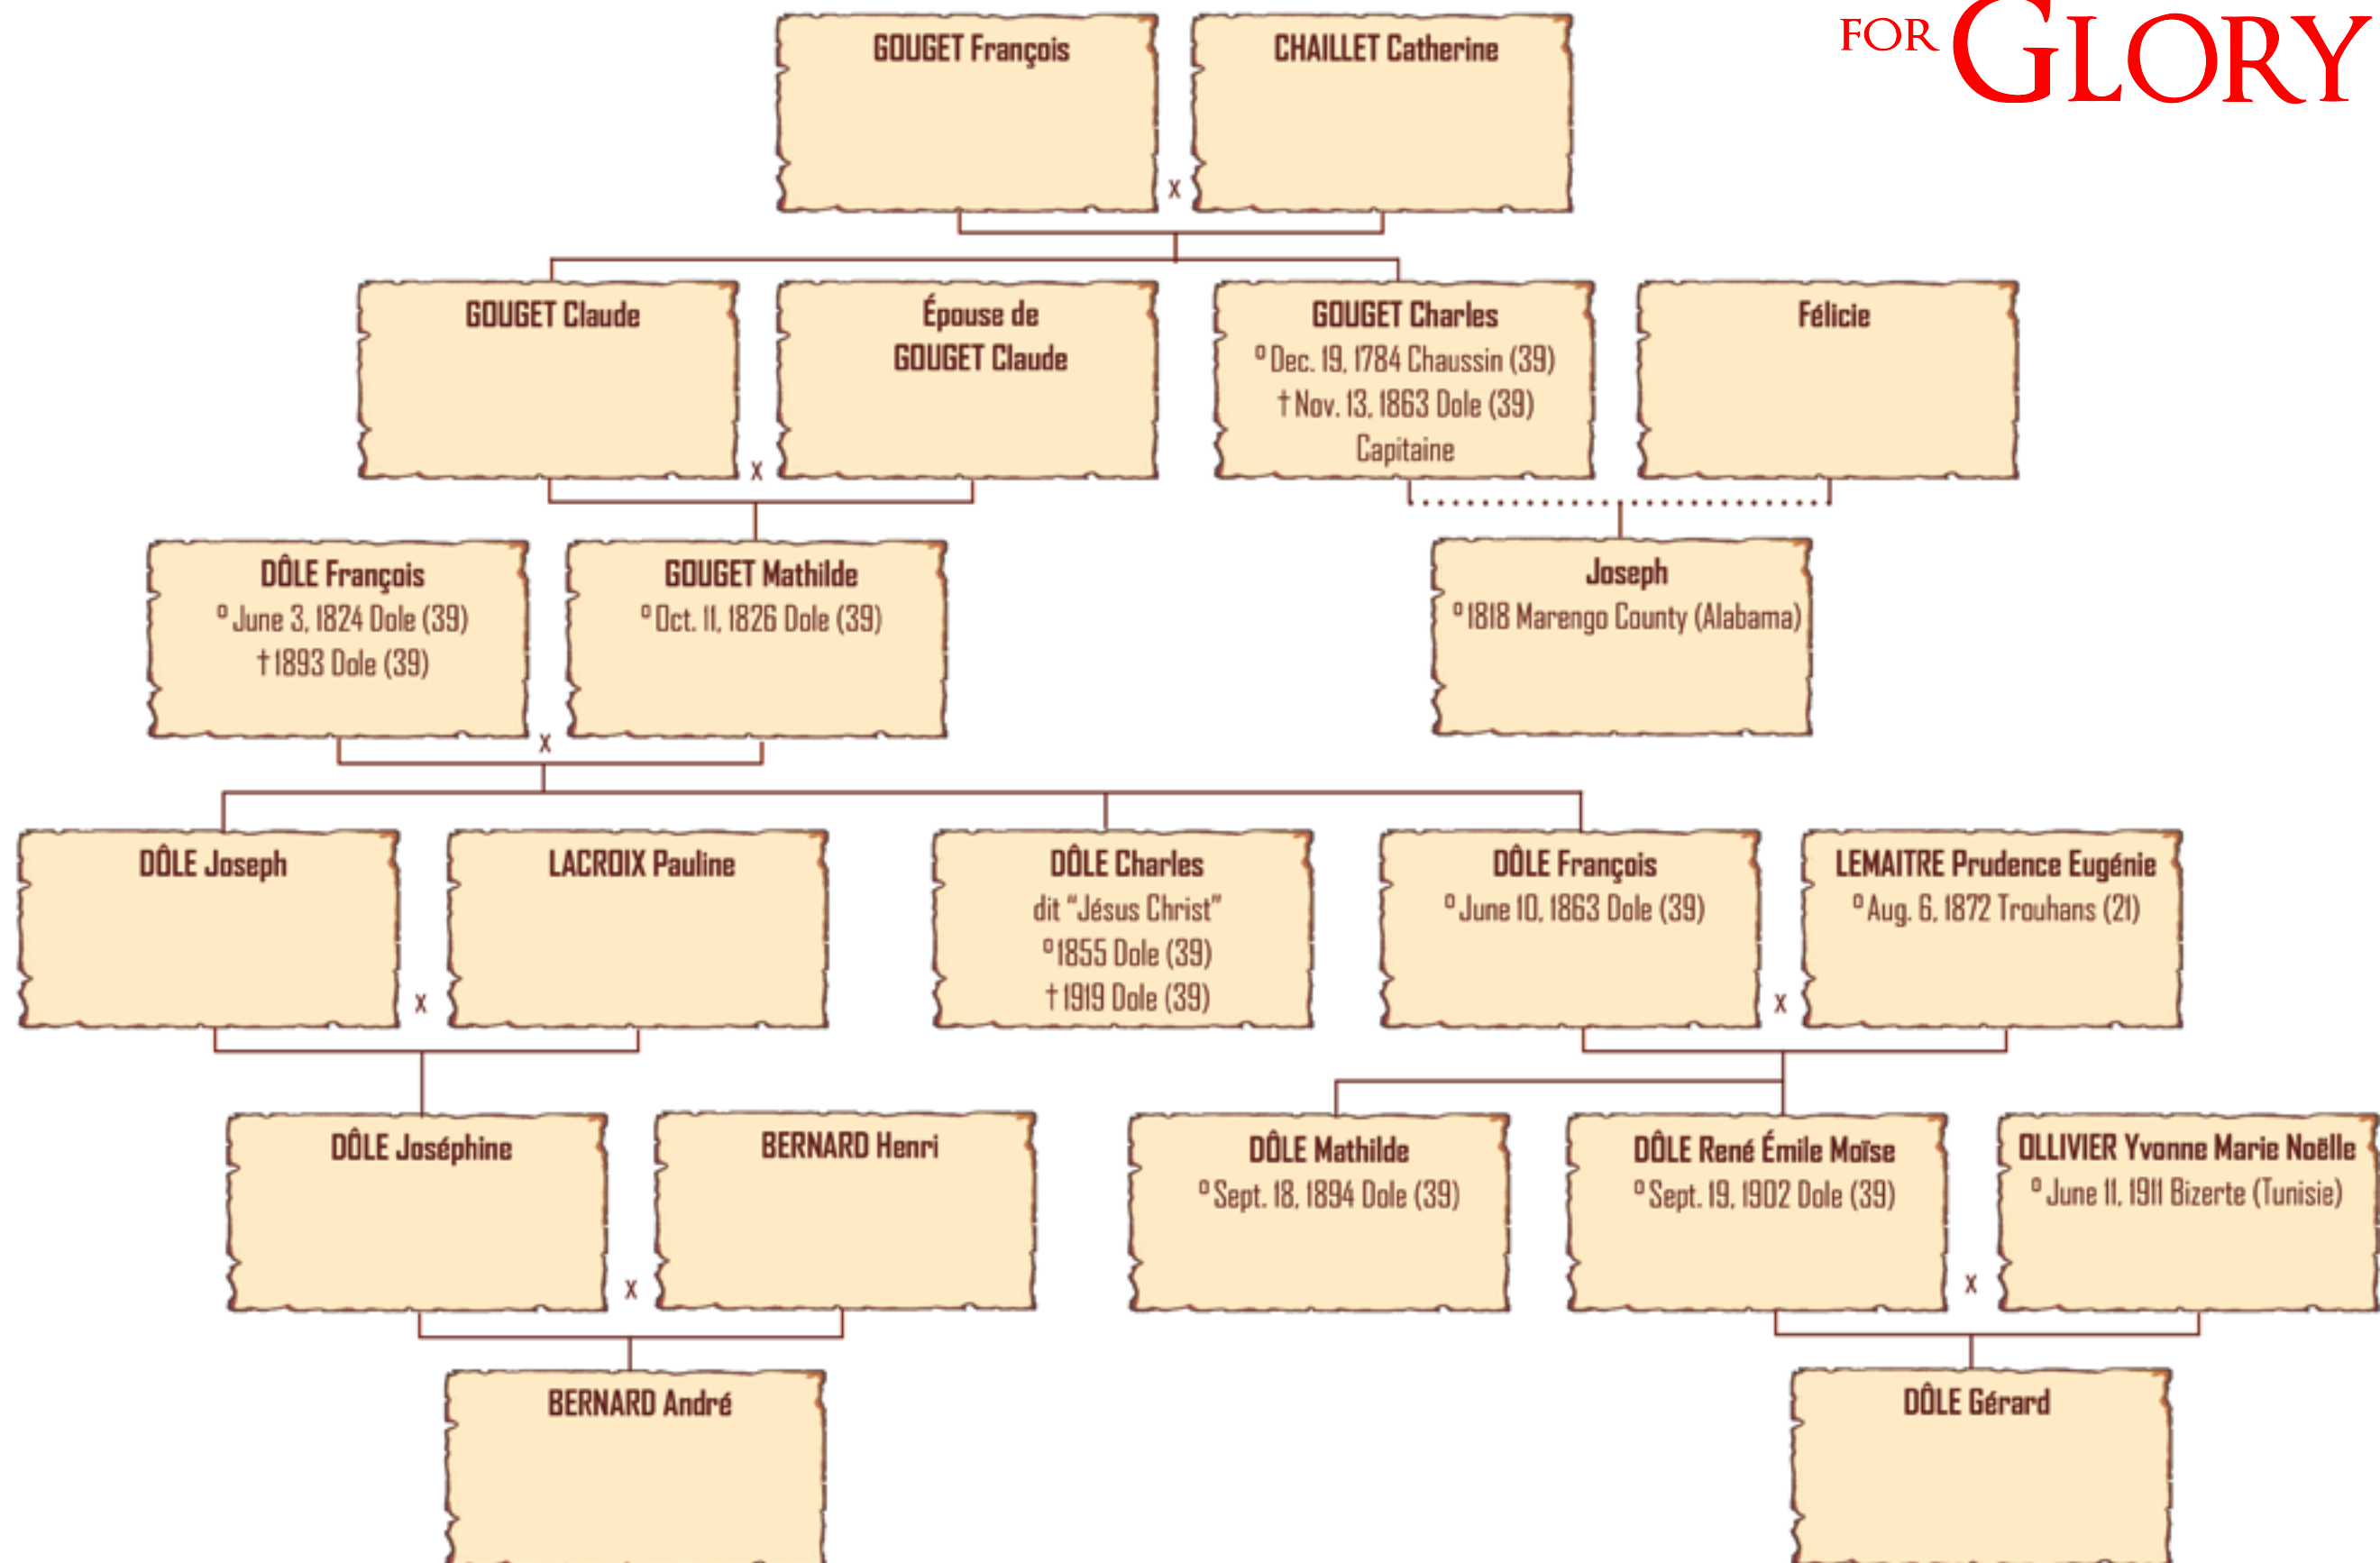 FOR GLORY
GOUGET François
CHAILLET Catherine
x
GOUGET Claude
Épouse de
GOUGET Claude
GOUGET Charles
º Dec. 19, 1784 Chaussin (39)
† Nov. 13, 1863 Dole (39)
Capitaine
Félicie
x
DÔLE François
º June 3, 1824 Dole (39)
† 1893 Dole (39)
GOUGET Mathilde
º Oct. 11, 1826 Dole (39)
Joseph
º 1818 Marengo County (Alabama)
x
DÔLE Joseph
LACROIX Pauline
DÔLE Charles
dit “Jésus Christ”
º 1855 Dole (39)
† 1919 Dole (39)
DÔLE François
º June 10, 1863 Dole (39)
LEMAITRE Prudence Eugénie
º Aug. 6, 1872 Trouhans (21)
x
x
DÔLE Joséphine
BERNARD Henri
DÔLE Mathilde
º Sept. 18, 1894 Dole (39)
DÔLE René Émile Moïse
º Sept. 19, 1902 Dole (39)
OLLIVIER Yvonne Marie Noëlle
º June 11, 1911 Bizerte (Tunisie)
x
x
BERNARD André
DÔLE Gérard